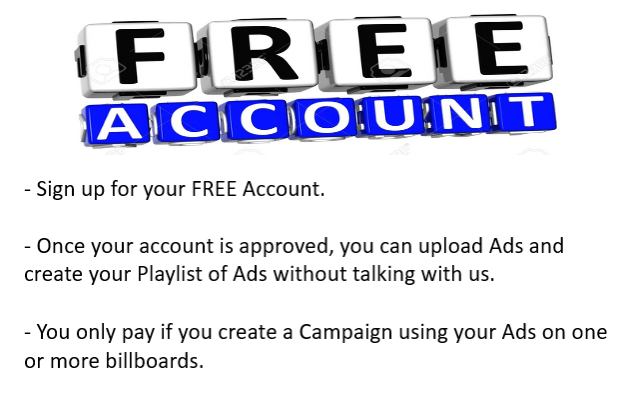 FREE
ACCOUNT
- Sign up for your FREE Account.
- Once your account is approved, you can upload Ads and
create your Playlist of Ads without talking with us.
- You only pay if you create a Campaign using your Ads on one
or more billboards.